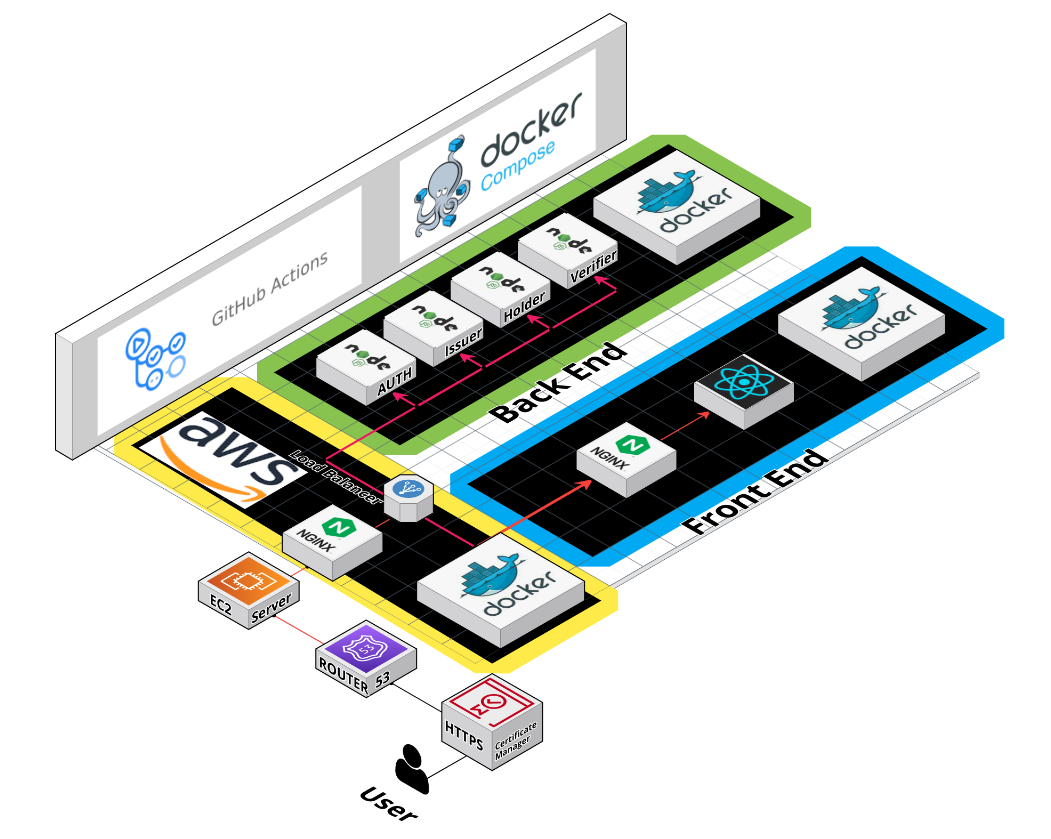 docker
Compose
GitHub Actions
docker
node
Verifier
node
Holder
node
Issuer
node
AUTH
Back End
docker
NGINX
Front End
aws
Load Balancer
NGINX
docker
EC2 Server
53
ROUTER 53
HTTPS
Certificate
Manager
User